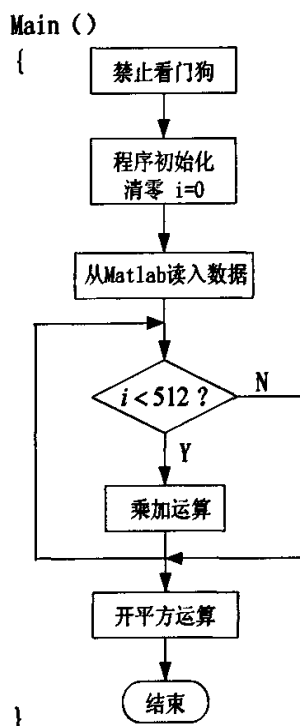 Main ()
{
禁止看门狗
程序初始化
清零 i=0
从Matlab读入数据
i<512 ?
N
Y
乘加运算
开平方运算
结束
}